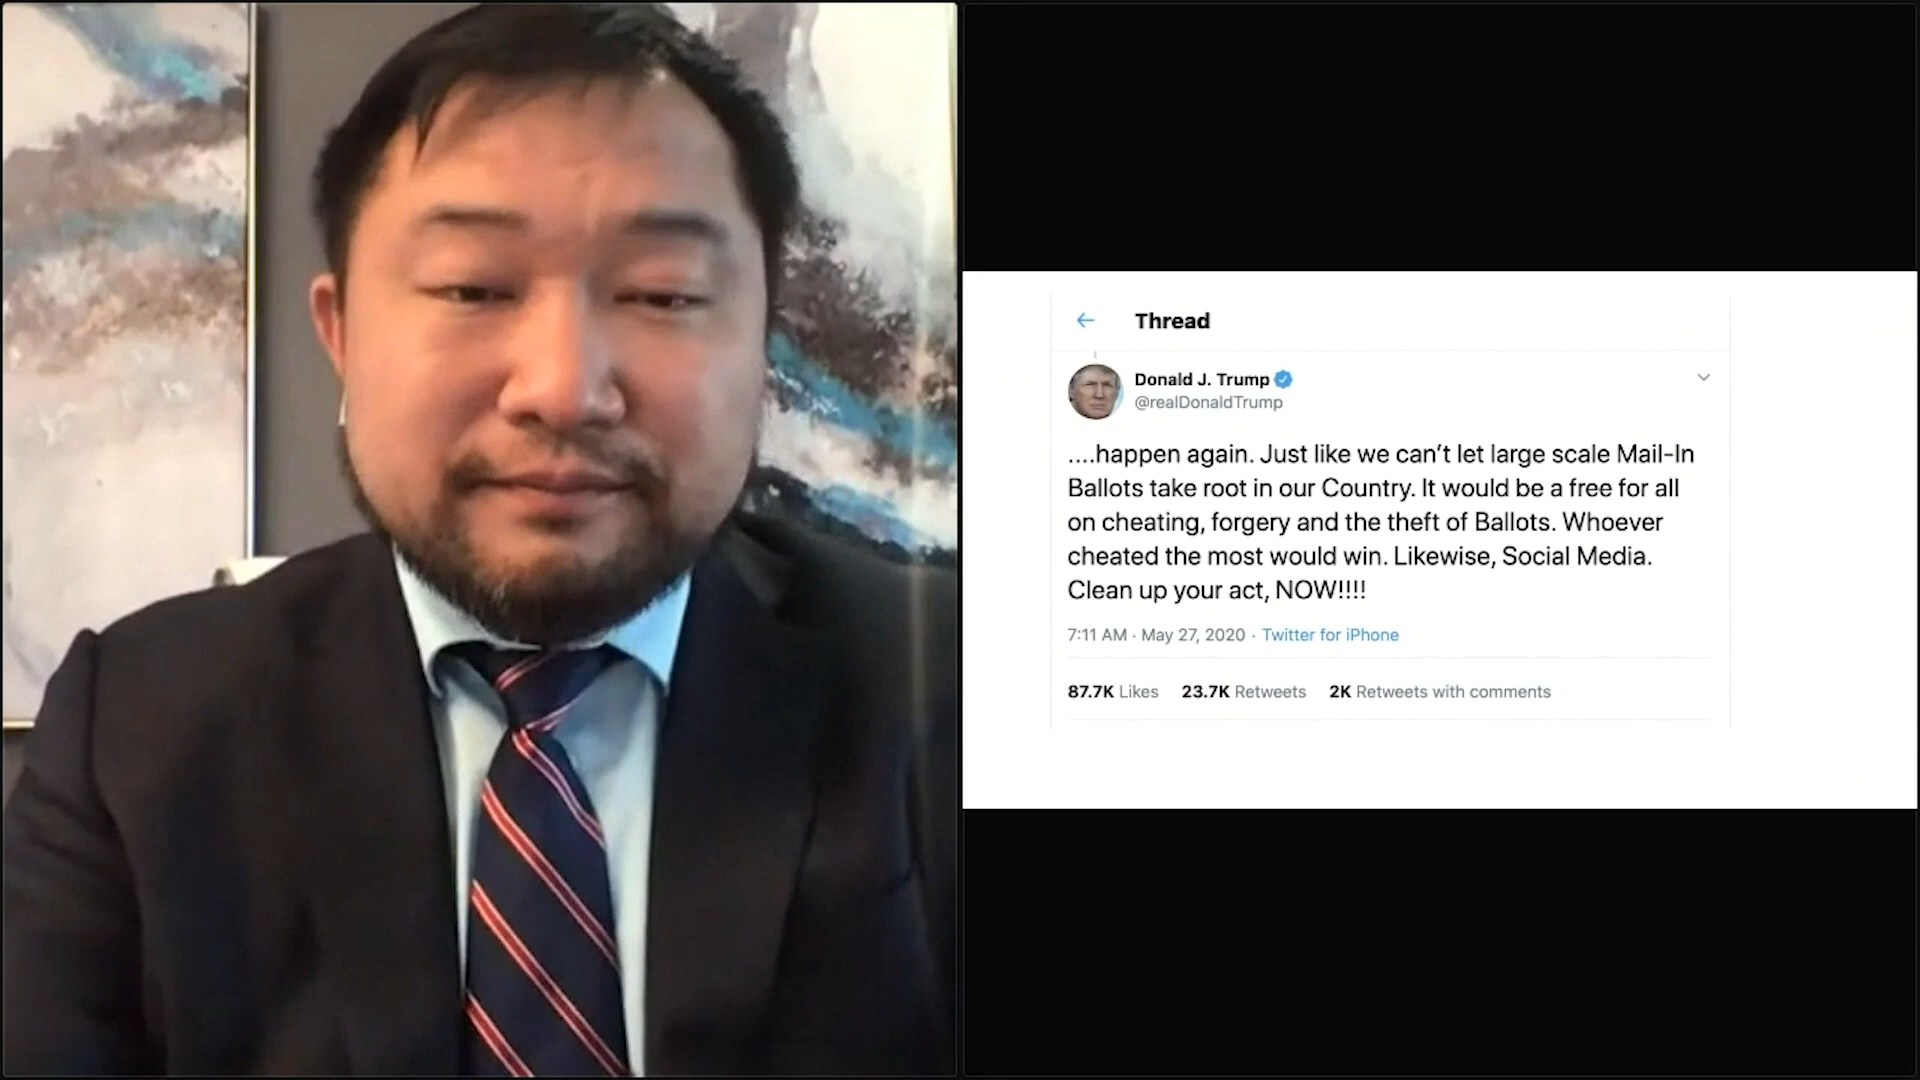 Thread
Donald J. Trump
@realDonaldTrump
....happen again. Just like we can’t let large scale Mail-In
Ballots take root in our Country. It would be a free for all
on cheating, forgery and the theft of Ballots. Whoever
cheated the most would win. Likewise, Social Media.
Clean up your act, NOW!!!!
7:11 AM · May 27, 2020 · Twitter for iPhone
87.7K Likes 23.7K Retweets 2K Retweets with comments